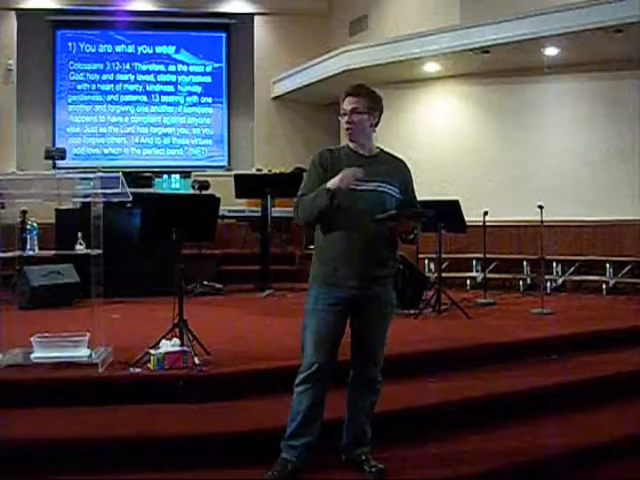 1) You are what you wear
Colossians 3:12-14 "Therefore, as the elect of
God, holy and dearly loved, clothe yourselves
with a heart of mercy, kindness, humility,
gentleness, and patience, 13 bearing with one
another and forgiving one another, if someone
happens to have a complaint against anyone
else. Just as the Lord has forgiven you, so you
also forgive others. 14 And to all these virtues
add love, which is the perfect bond." (NET)